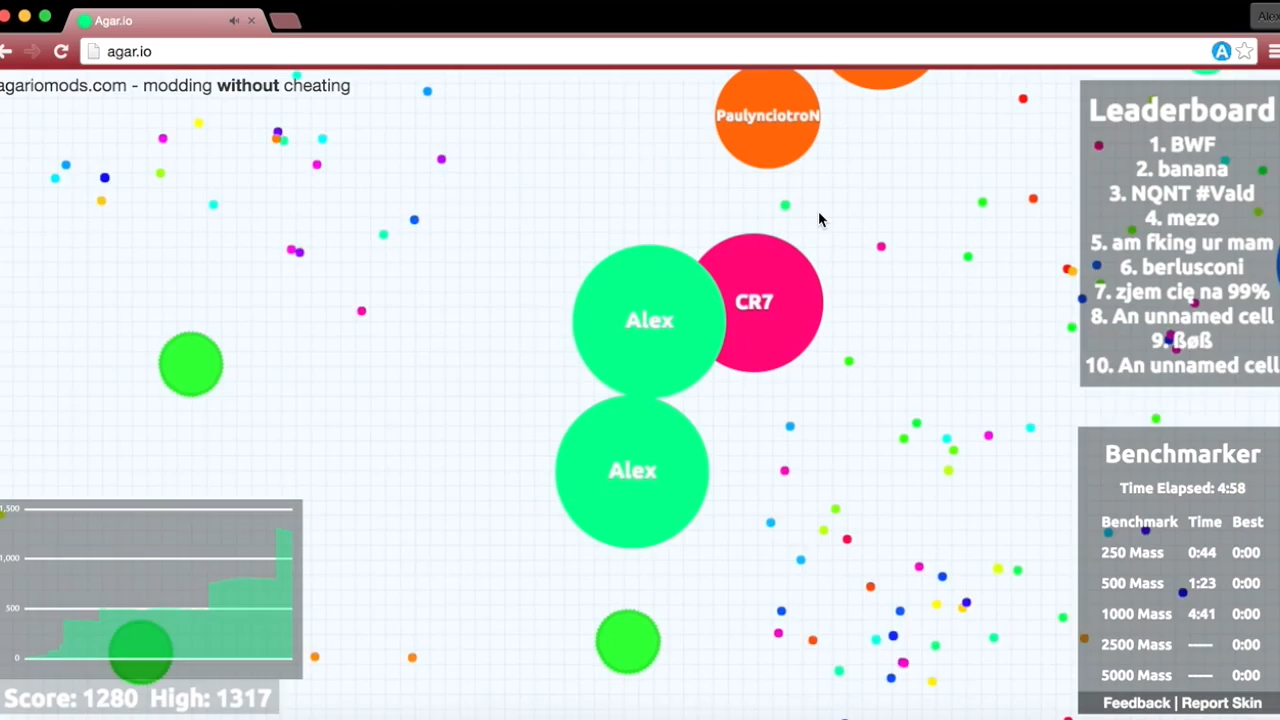 Agar.io
Alex
agar.io
agariomods.com - modding without cheating
PaulynciotroN
CR7
Alex
Alex
Leaderboard
1. BWF
2. banana
3. NQNT #Vald
4. mezo
5. am fking ur mam
6. berlusconi
7. zjem cię na 99%
8. An unnamed cell
9. ßøß
10. An unnamed cell
Benchmarker
Time Elapsed: 4:58
Benchmark Time Best
250 Mass 0:44 0:00
500 Mass 1:23 0:00
1000 Mass 4:41 0:00
2500 Mass —— 0:00
5000 Mass —— 0:00
Feedback | Report Skin
1,500
1,000
500
0
Score: 1280 High: 1317